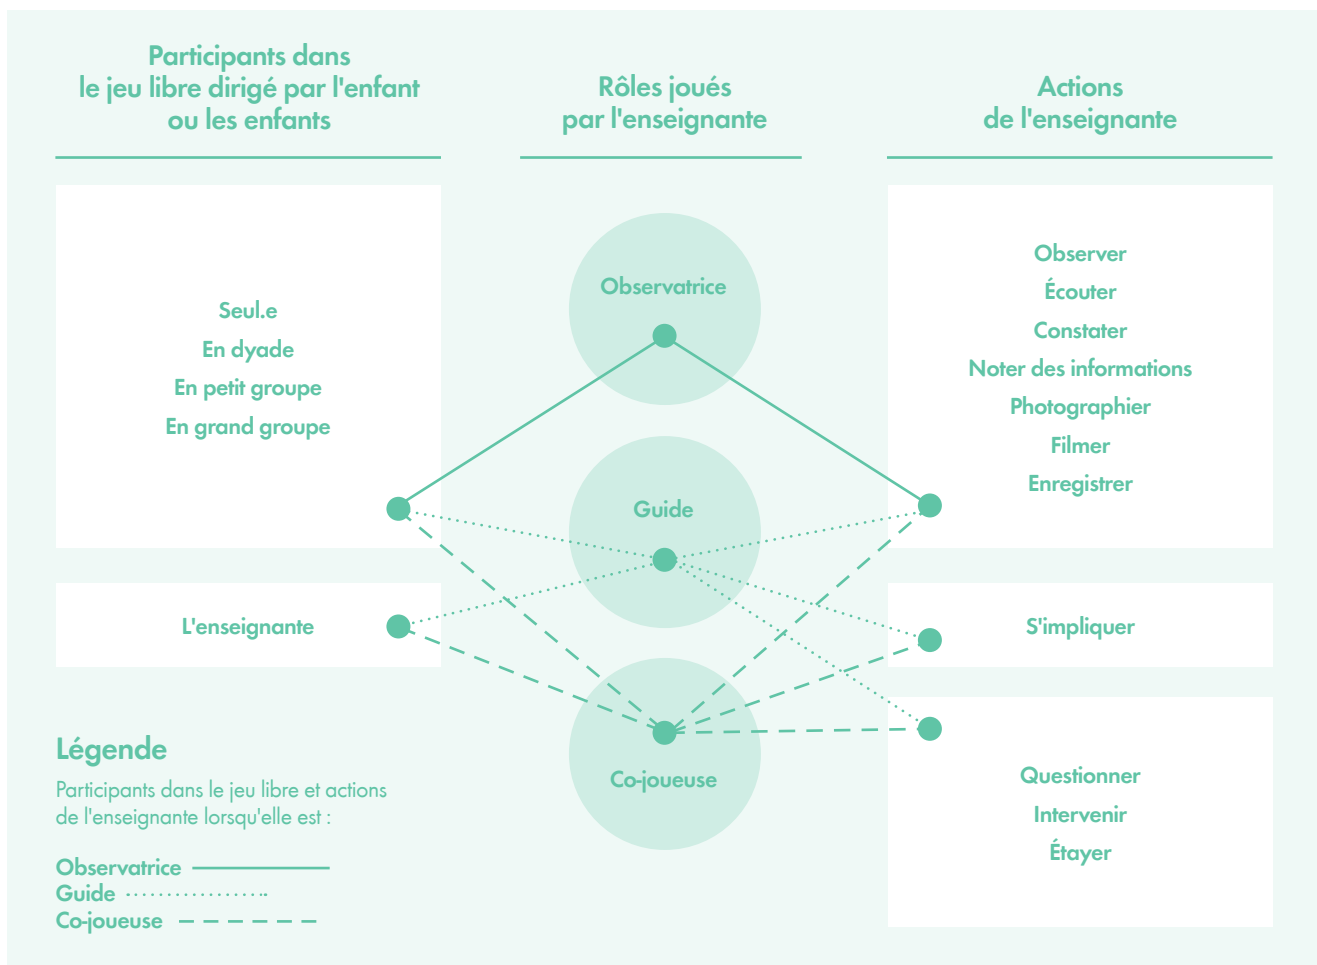 Participants dans
le jeu libre dirigé par l'enfant
ou les enfants
Rôles joués
par l'enseignante
Actions
de l'enseignante
Seul.e
En dyade
En petit groupe
En grand groupe
L'enseignante
Observatrice
Guide
Co-joueuse
Observer
Écouter
Constater
Noter des informations
Photographier
Filmer
Enregistrer
S'impliquer
Questionner
Intervenir
Étayer
Légende
Participants dans le jeu libre et actions
de l'enseignante lorsqu'elle est :
Observatrice
Guide
Co-joueuse